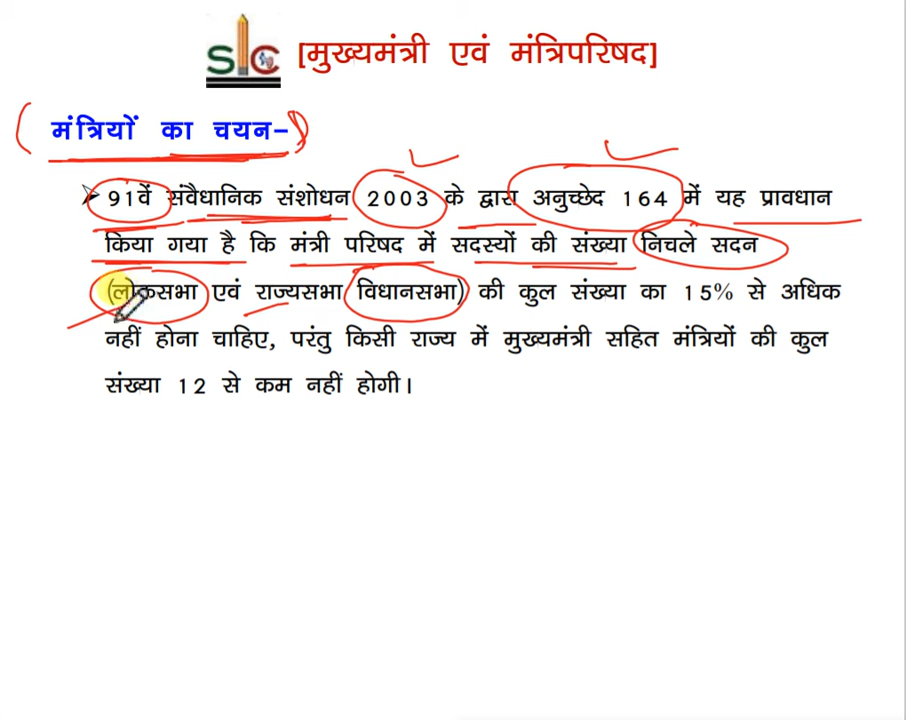 SIC [मुख्यमंत्री एवं मंत्रिपरिषद]
मंत्रियों का चयन-
➢ 91वें संवैधानिक संशोधन 2003 के द्वारा अनुच्छेद 164 में यह प्रावधान
किया गया है कि मंत्री परिषद में सदस्यों की संख्या निचले सदन
(लोकसभा एवं राज्यसभा विधानसभा) की कुल संख्या का 15% से अधिक
नहीं होना चाहिए, परंतु किसी राज्य में मुख्यमंत्री सहित मंत्रियों की कुल
संख्या 12 से कम नहीं होगी।